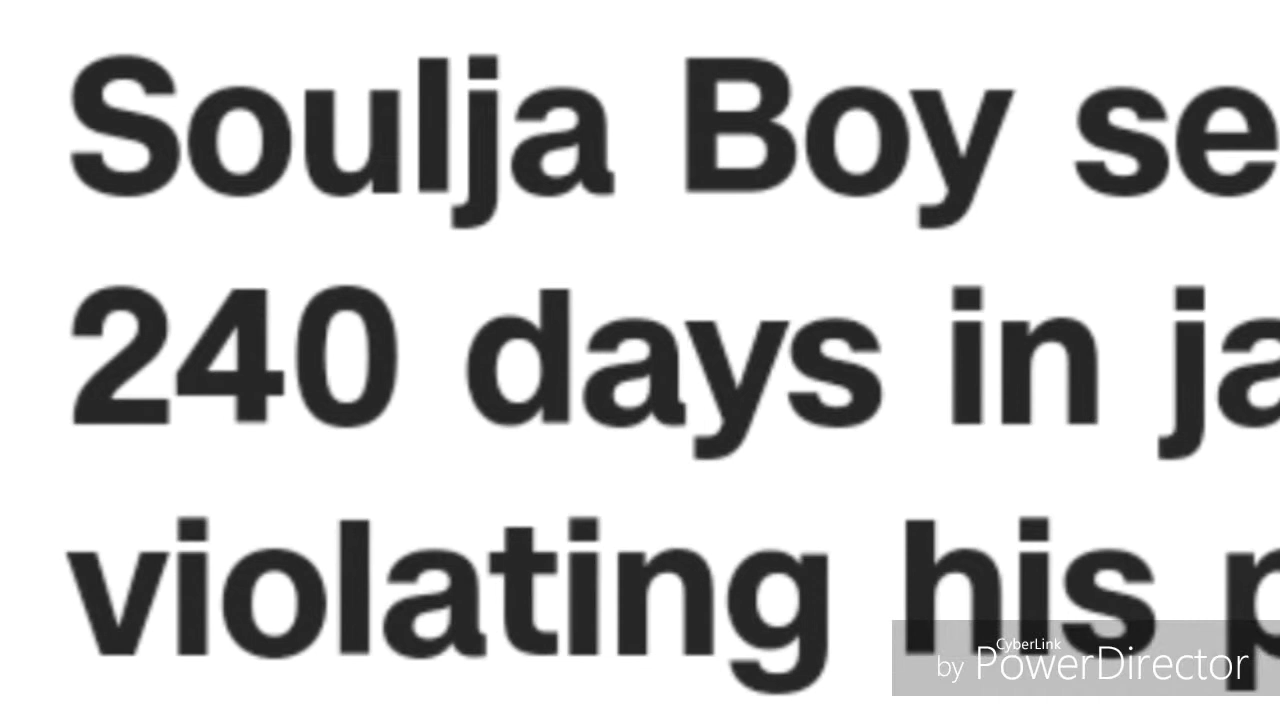 Soulja Boy se
240 days in ja
violating his p
by CyberLink PowerDirector